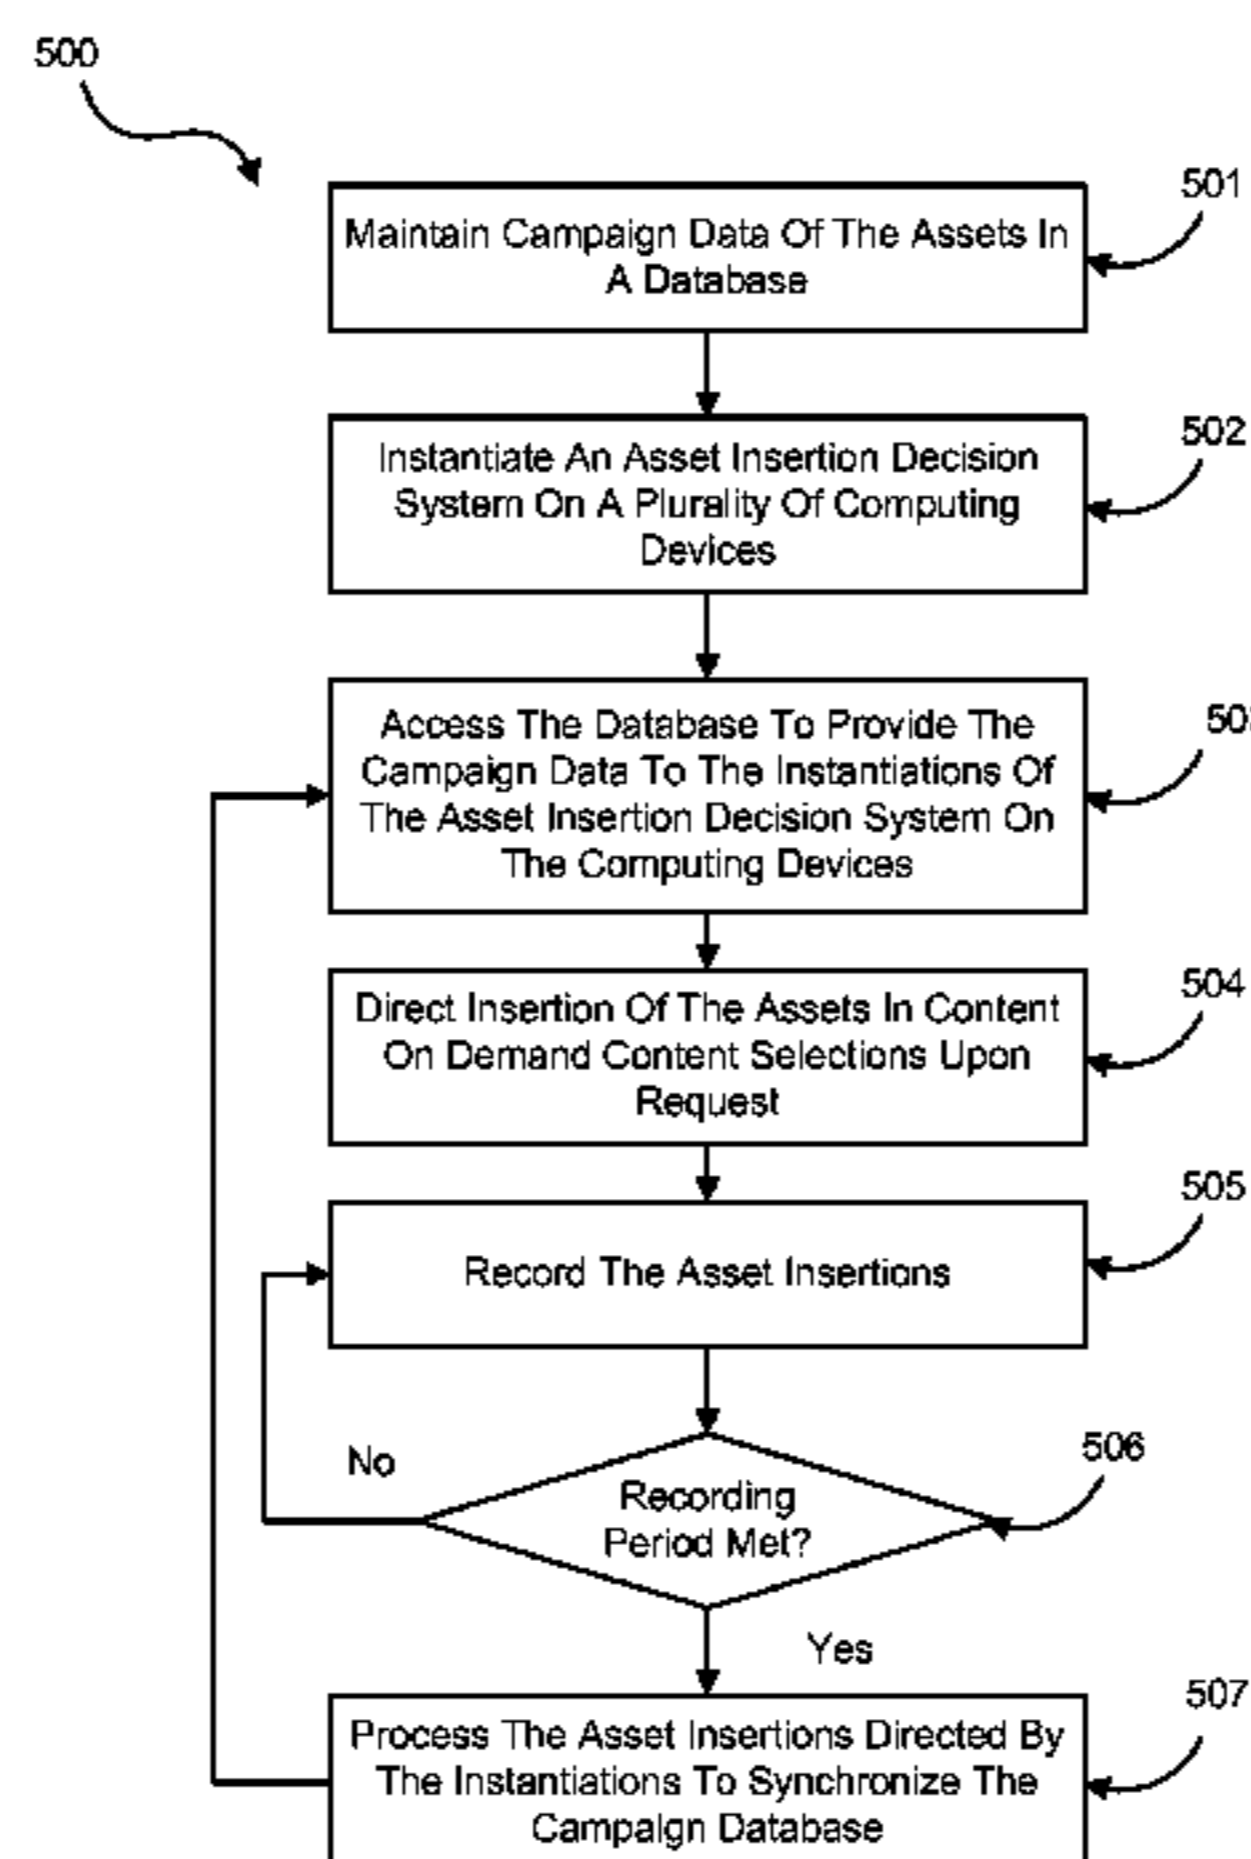 500
501
Maintain Campaign Data Of The Assets In
A Database
502
Instantiate An Asset Insertion Decision
System On A Plurality Of Computing
Devices
Access The Database To Provide The
Campaign Data To The Instantiations Of
The Asset Insertion Decision System On
The Computing Devices
504
Direct Insertion Of The Assets In Content
On Demand Content Selections Upon
Request
505
Record The Asset Insertions
506
No
Recording
Period Met?
Yes
507
Process The Asset Insertions Directed By
The Instantiations To Synchronize The
Campaign Database